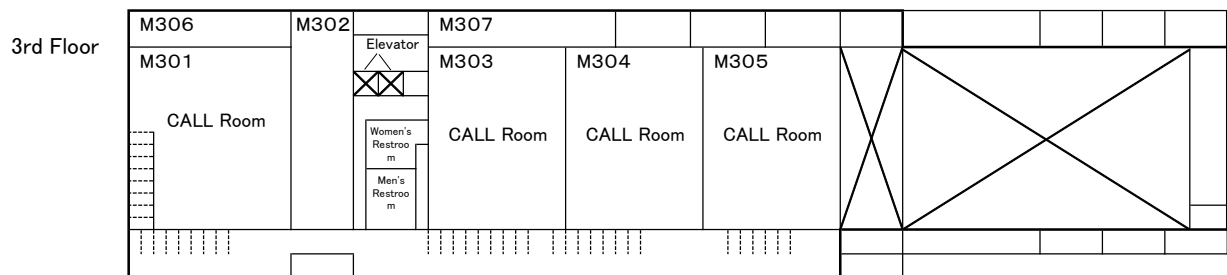 M306
M302
M307
3rd Floor
Elevator
M301
M303
M304
M305
CALL Room
CALL Room
CALL Room
CALL Room
Women's
Restroo
m
Men's
Restroo
m